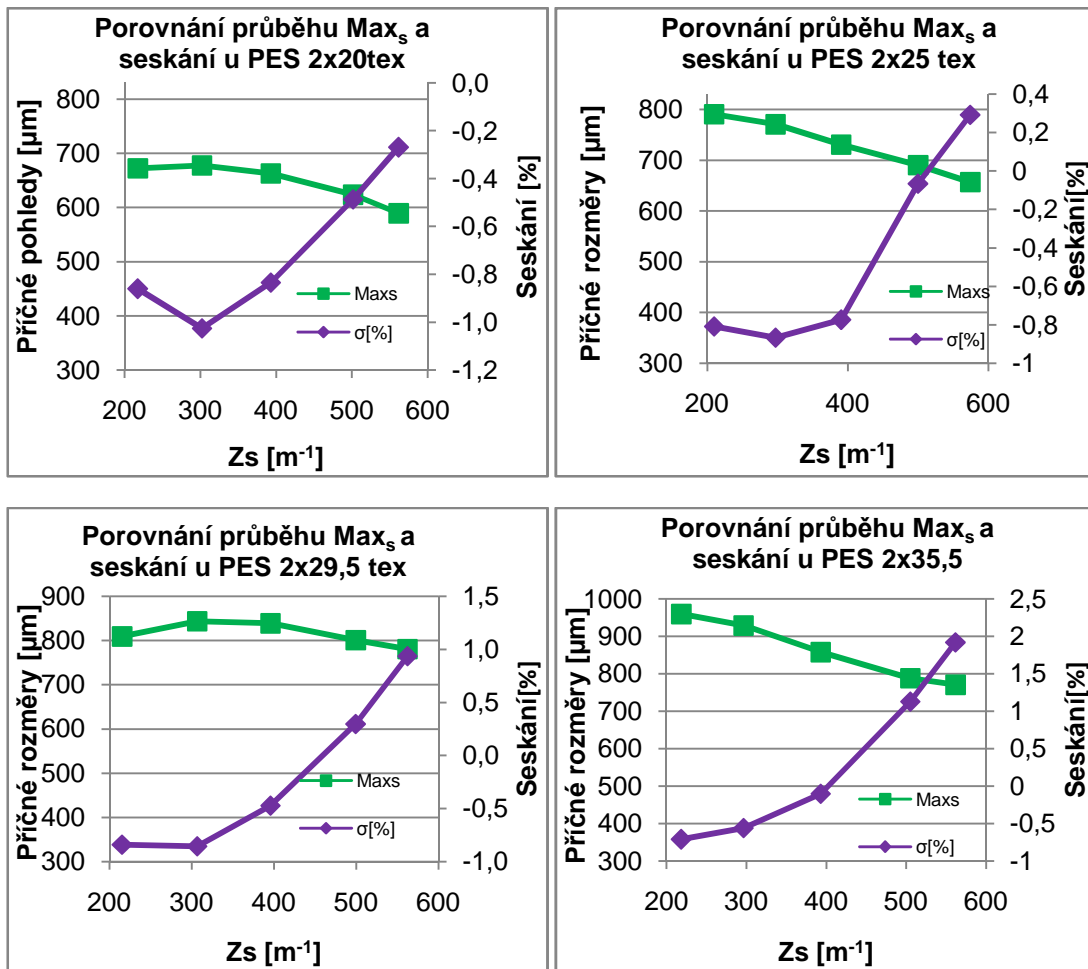 Porovnání průběhu Maxs a
seskání u PES 2x20tex
Příčné pohledy [µm]
800
700
600
500
400
300
0,0
-0,2
-0,4
-0,6
-0,8
-1,0
-1,2
Seskání [%]
Maxs
σ[%]
200 300 400 500 600
Zs [m-1]
Porovnání průběhu Maxs a
seskání u PES 2x25 tex
Příčné rozměry [µm]
800
700
600
500
400
300
0,4
0,2
0
-0,2
-0,4
-0,6
-0,8
-1
Seskání [%]
Maxs
σ[%]
200 400 600
Zs [m-1]
Porovnání průběhu Maxs a
seskání u PES 2x29,5 tex
Příčné rozměry [µm]
900
800
700
600
500
400
300
1,5
1,0
0,5
0,0
-0,5
-1,0
Seskání[%]
Maxs
σ[%]
200 300 400 500 600
Zs [m-1]
Porovnání průběhu Maxs a
seskání u PES 2x35,5
Příčné rozměry [µm]
1000
900
800
700
600
500
400
300
2,5
2
1,5
1
0,5
0
-0,5
-1
Seskání[%]
Maxs
σ[%]
200 300 400 500 600
Zs [m-1]